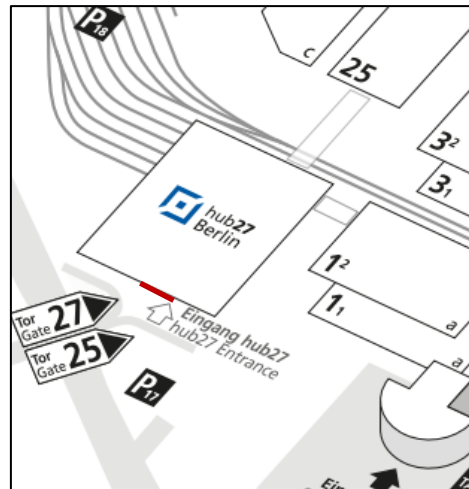 P18
c
25
3²
3₁
hub27
Berlin
1²
1₁
a
a
Tor
Gate 27
Tor
Gate 25
Eingang hub27
hub27 Entrance
P17